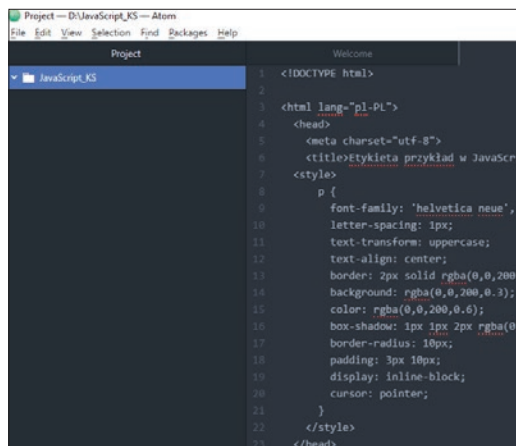 Project — D:\JavaScript_KS — Atom
File Edit View Selection Find Packages Help
Project
Welcome
JavaScript_KS
1 <!DOCTYPE html>
2
3 <html lang="pl-PL">
4 <head>
5 <meta charset="utf-8">
6 <title>Etykieta przykład w JavaScr
7 <style>
8 p {
9 font-family: 'helvetica neue',
10 letter-spacing: 1px;
11 text-transform: uppercase;
12 text-align: center;
13 border: 2px solid rgba(0,0,200
14 background: rgba(0,0,200,0.3);
15 color: rgba(0,0,200,0.6);
16 box-shadow: 1px 1px 2px rgba(0
17 border-radius: 10px;
18 padding: 3px 10px;
19 display: inline-block;
20 cursor: pointer;
21 }
22 </style>
23 </head>